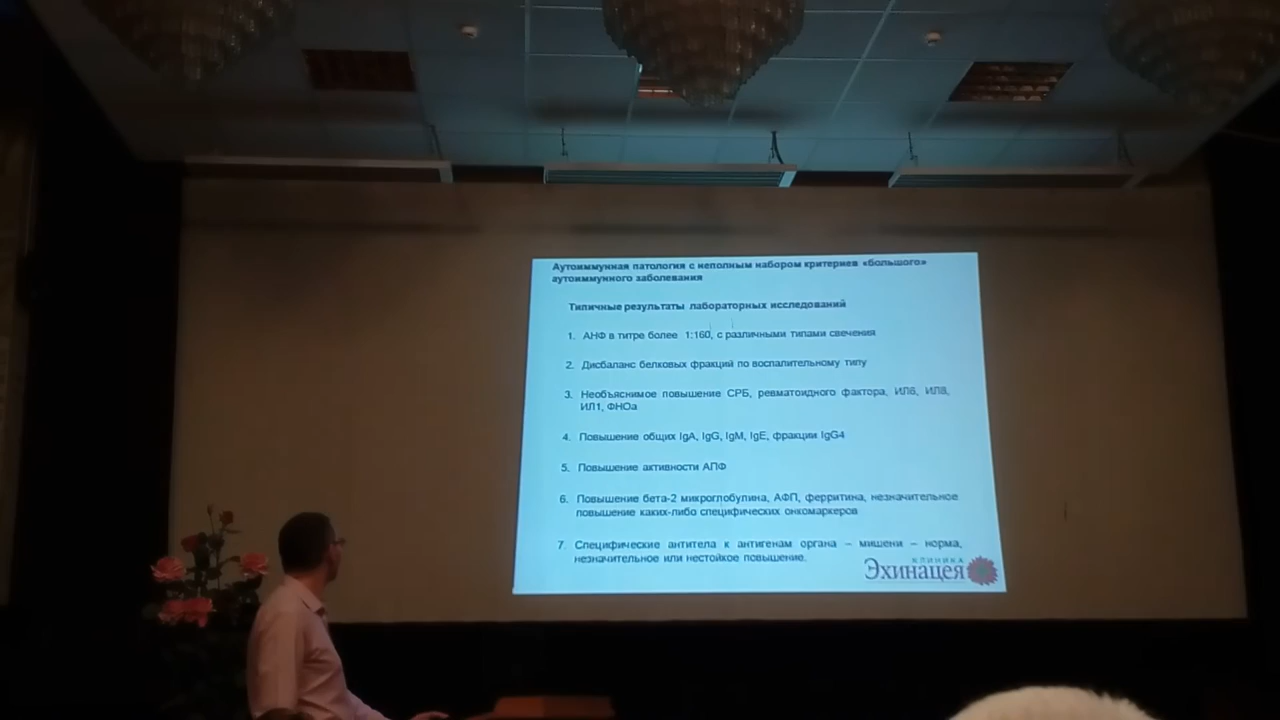 Аутоиммунная патология с неполным набором критериев «большого»
аутоиммунного заболевания
Типичные результаты лабораторных исследований
1. АНФ в титре более 1:160, с различными типами свечения
2. Дисбаланс белковых фракций по воспалительному типу
3. Необъяснимое повышение СРБ, ревматоидного фактора, ИЛ6, ИЛ8,
ИЛ1, ФНОа
4. Повышение общих IgA, IgG, IgM, IgE, фракции IgG4
5. Повышение активности АПФ
6. Повышение бета-2 микроглобулина, АФП, ферритина, незначительное
повышение каких-либо специфических онкомаркеров
7. Специфические антитела к антигенам органа – мишени – норма,
незначительное или нестойкое повышение.
КЛИНИКА
Эхинацея